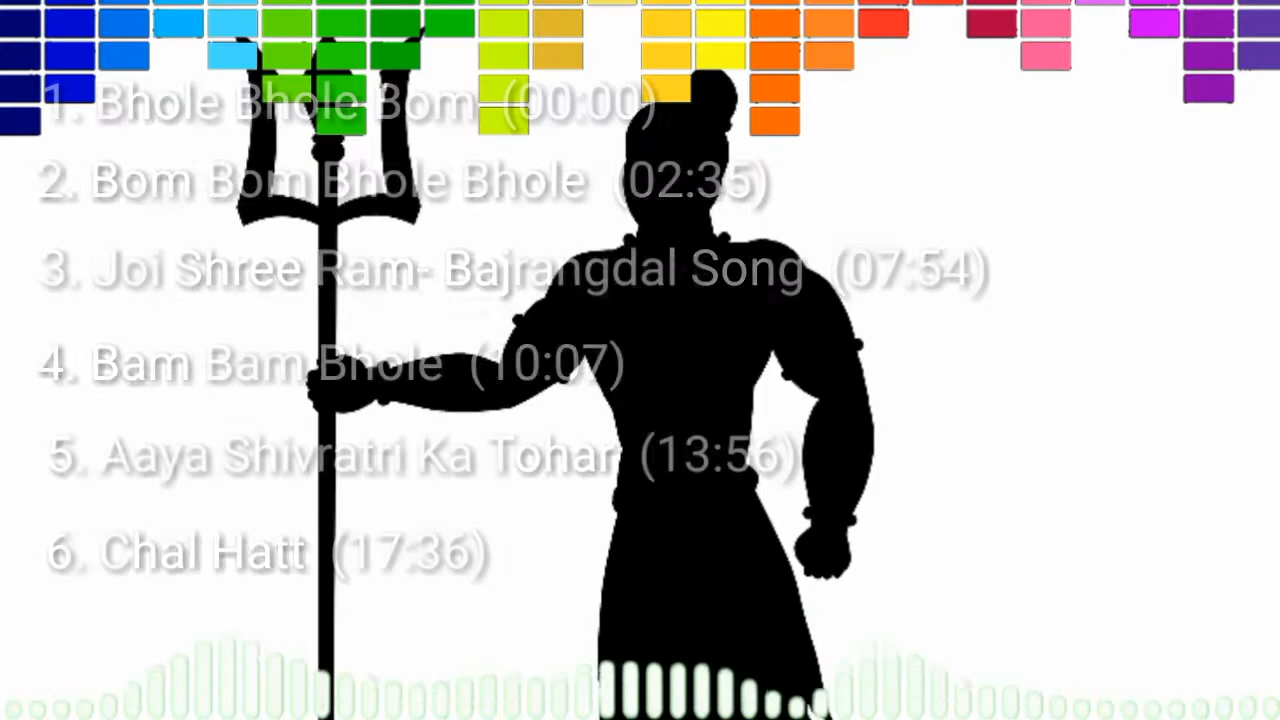 1. Bhole Bhole Bom (00:00)
2. Bom Bom Bhole Bhole (02:35)
3. Joi Shree Ram- Bajrangdal Song (07:54)
4. Bam Bam Bhole (10:07)
5. Aaya Shivratri Ka Tohar (13:56)
6. Chal Hatt (17:36)